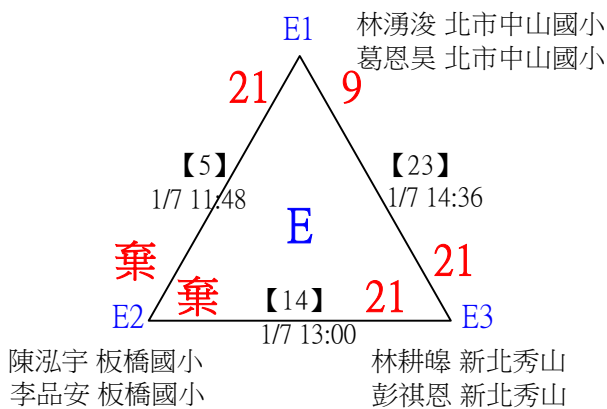 E1
林湧浚 北市中山國小
葛恩昊 北市中山國小
21
9
【5】
1/7 11:48
【23】
1/7 14:36
E
棄
21
棄
【14】
21
E2
1/7 13:00
E3
陳泓宇 板橋國小
李品安 板橋國小
林耕皞 新北秀山
彭祺恩 新北秀山